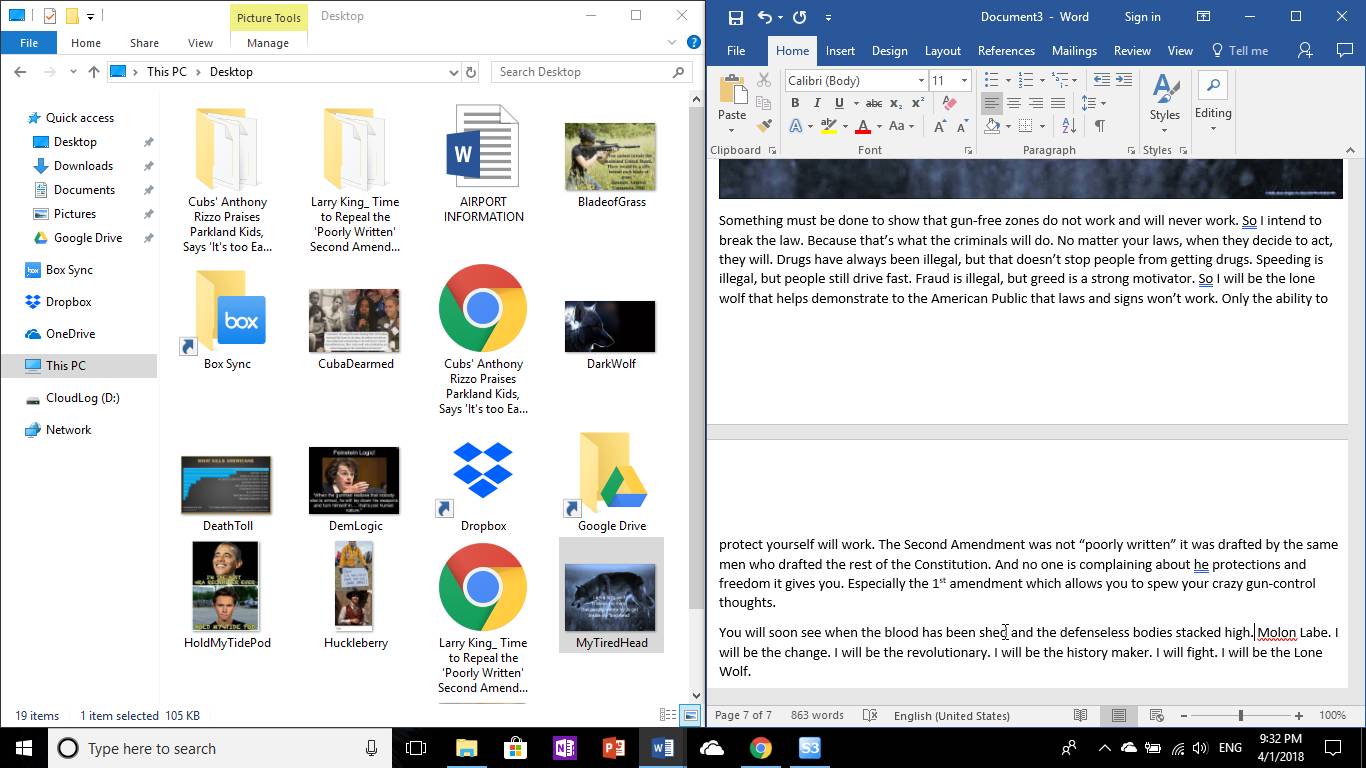 Picture Tools
Desktop
File
Home
Share
View
Manage
This PC
Desktop
Search Desktop
Quick access
Desktop
Downloads
Documents
Pictures
Google Drive
Box Sync
Dropbox
OneDrive
This PC
CloudLog (D:)
Network
Cubs' Anthony
Rizzo Praises
Parkland Kids,
Says 'It's too Ea...
Larry King_ Time
to Repeal the
'Poorly Written'
Second Amend...
W
AIRPORT
INFORMATION
BladeofGrass
box
Box Sync
CubaDearmed
Cubs' Anthony
Rizzo Praises
Parkland Kids,
Says 'It's too Ea...
DarkWolf
DeathToll
Feinstein Logic!
DemLogic
Dropbox
Google Drive
HOLD MY TIDE POD
HoldMyTidePod
Huckleberry
Larry King_ Time
to Repeal the
'Poorly Written'
Second Amend...
MyTiredHead
19 items
1 item selected 105 KB
Document3 - Word
Sign in
File
Home
Insert
Design
Layout
References
Mailings
Review
View
Tell me
Paste
Clipboard
Calibri (Body)
11
B I U abc x₂ x²
A ab A Aa A A
Font
Paragraph
Styles
Styles
Editing
Something must be done to show that gun-free zones do not work and will never work. So I intend to
break the law. Because that’s what the criminals will do. No matter your laws, when they decide to act,
they will. Drugs have always been illegal, but that doesn’t stop people from getting drugs. Speeding is
illegal, but people still drive fast. Fraud is illegal, but greed is a strong motivator. So I will be the lone
wolf that helps demonstrate to the American Public that laws and signs won’t work. Only the ability to
protect yourself will work. The Second Amendment was not “poorly written” it was drafted by the same
men who drafted the rest of the Constitution. And no one is complaining about he protections and
freedom it gives you. Especially the 1st amendment which allows you to spew your crazy gun-control
thoughts.
You will soon see when the blood has been shed and the defenseless bodies stacked high. Molon Labe. I
will be the change. I will be the revolutionary. I will be the history maker. I will fight. I will be the Lone
Wolf.
Page 7 of 7
863 words
English (United States)
100%
Type here to search
ENG
9:32 PM
4/1/2018